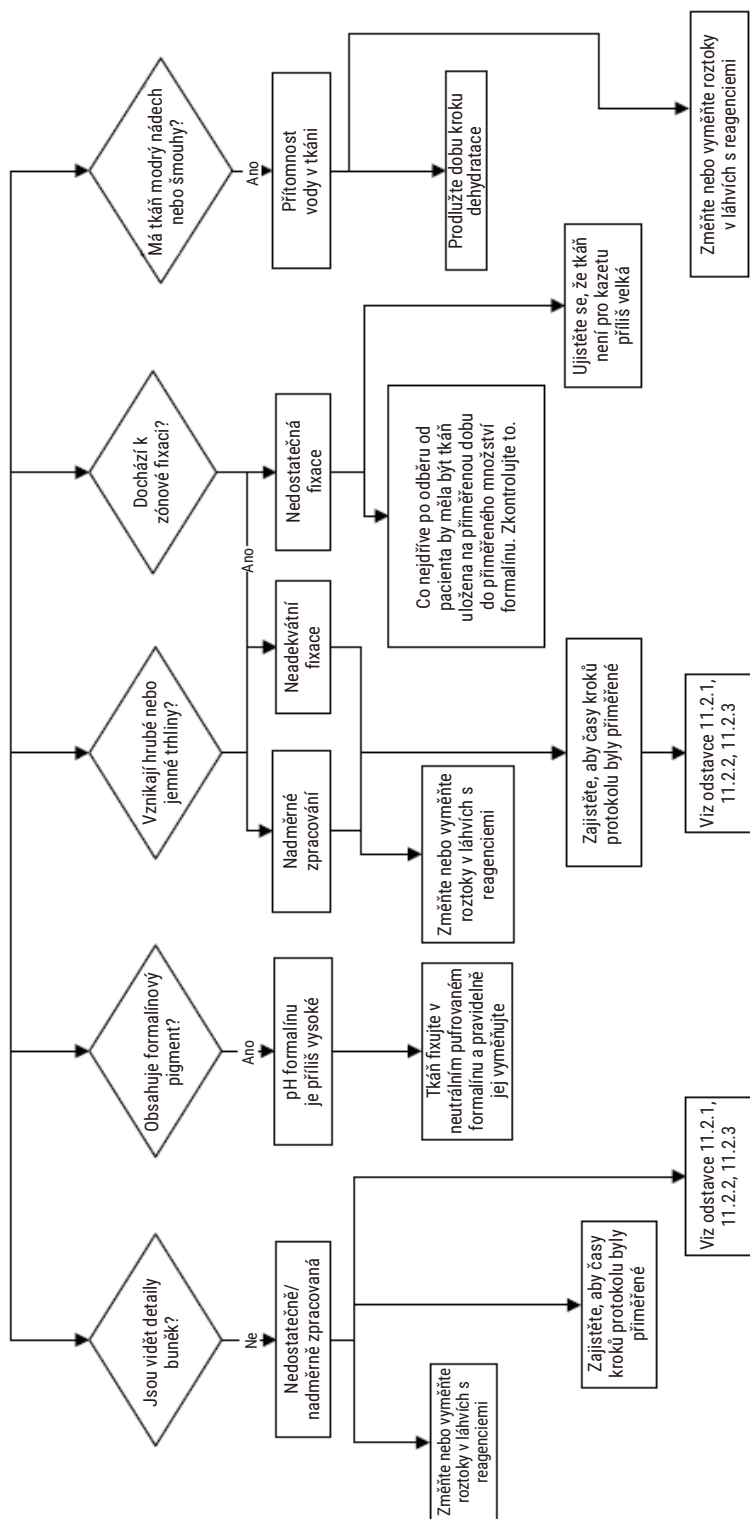 Jsou vidět detaily
buněk?
Ne
Nedostatečně/
nadměrně zpracovaná
Změňte nebo vyměňte
roztoky v láhvích s
reagenciemi
Zajistěte, aby časy
kroků protokolu byly
přiměřené
Viz odstavce 11.2.1,
11.2.2, 11.2.3
Obsahuje formalínový
pigment?
Ano
pH formalínu
je příliš vysoké
Tkáň fixujte v
neutrálním pufrovaném
formalínu a pravidelně
jej vyměňujte
Vznikají hrubé nebo
jemné trhliny?
Nadměrné
zpracování
Změňte nebo vyměňte
roztoky v láhvích s
reagenciemi
Neadekvátní
fixace
Zajistěte, aby časy kroků
protokolu byly přiměřené
Viz odstavce 11.2.1,
11.2.2, 11.2.3
Dochází k
zónové fixaci?
Ano
Nedostatečná
fixace
Co nejdříve po odběru od
pacienta by měla být tkáň
uložena na přiměřenou dobu
do přiměřeného množství
formalínu. Zkontrolujte to.
Ujistěte se, že tkáň
není pro kazetu
příliš velká
Má tkáň modrý nádech
nebo šmouhy?
Ano
Přítomnost
vody v tkáni
Prodlužte dobu kroku
dehydratace
Změňte nebo vyměňte roztoky
v láhvích s reagenciemi